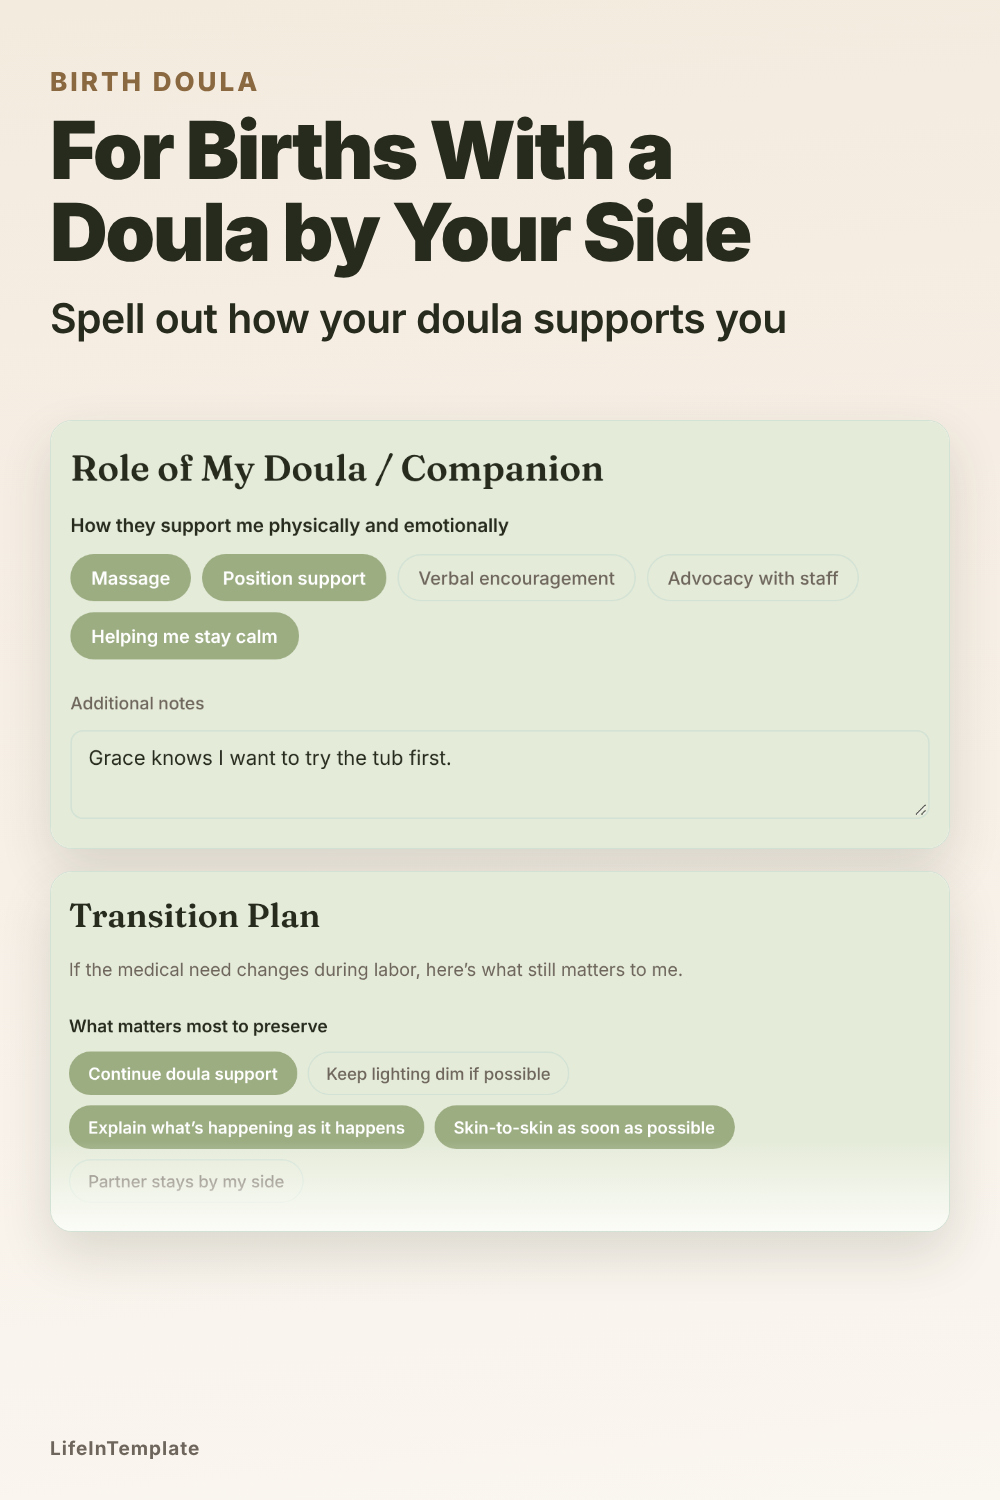 BIRTH DOULA
For Births With a
Doula by Your Side
Spell out how your doula supports you
Role of My Doula / Companion
How they support me physically and emotionally
Massage
Position support
Verbal encouragement
Advocacy with staff
Helping me stay calm
Additional notes
Grace knows I want to try the tub first.
Transition Plan
If the medical need changes during labor, here’s what still matters to me.
What matters most to preserve
Continue doula support
Keep lighting dim if possible
Explain what’s happening as it happens
Skin-to-skin as soon as possible
Partner stays by my side
LifeInTemplate